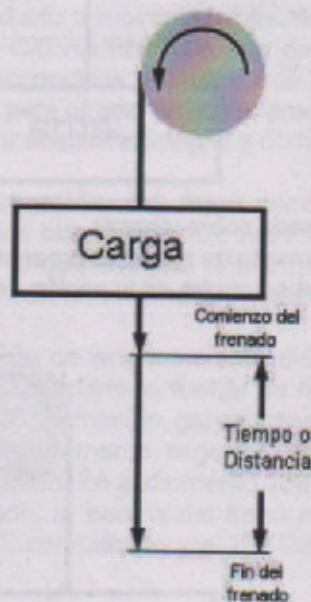 Carga
Comienzo del
frenado
Tiempo o
Distancia
Fin del
frenado